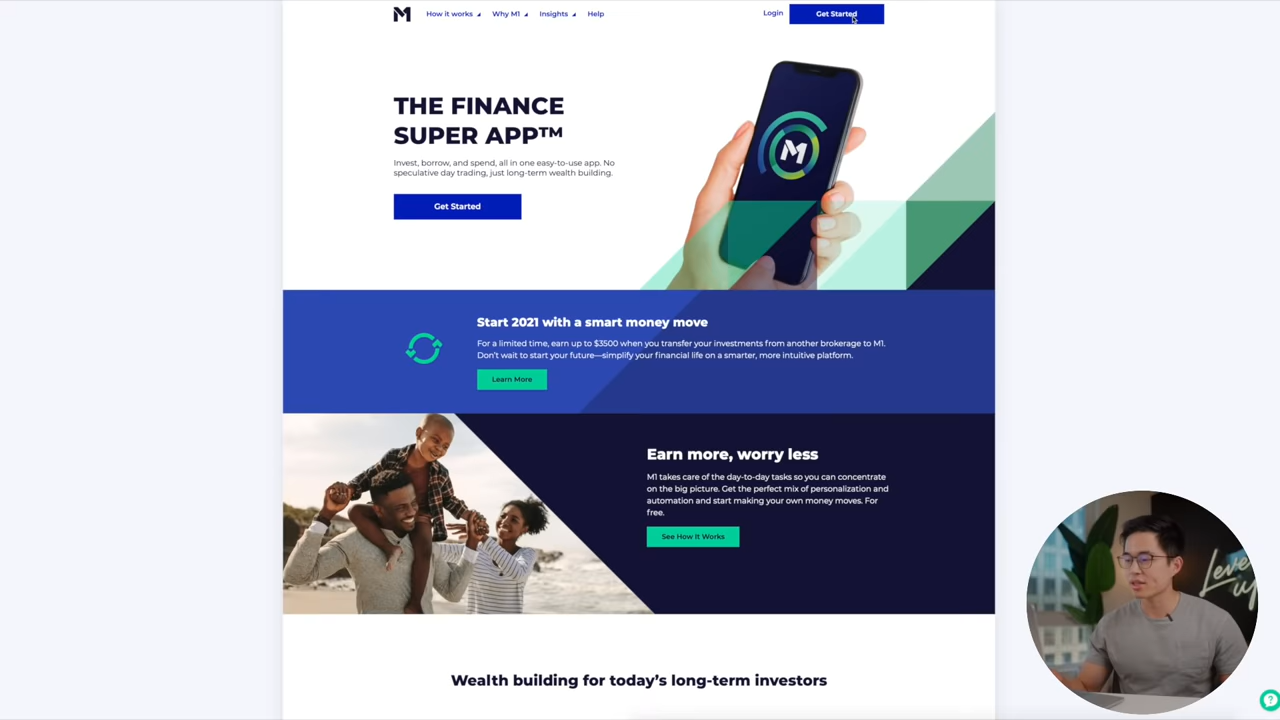 M1
How it works
Why M1
Insights
Help
Login
Get Started
THE FINANCE
SUPER APP™
Invest, borrow, and spend, all in one easy-to-use app. No
speculative day trading, just long-term wealth building.
Get Started
M1
Start 2021 with a smart money move
For a limited time, earn up to $3500 when you transfer your investments from another brokerage to M1.
Don't wait to start your future—simplify your financial life on a smarter, more intuitive platform.
Learn More
Earn more, worry less
M1 takes care of the day-to-day tasks so you can concentrate
on the big picture. Get the perfect mix of personalization and
automation and start making your own money moves. For
free.
See How It Works
Level
up
Wealth building for today's long-term investors
?